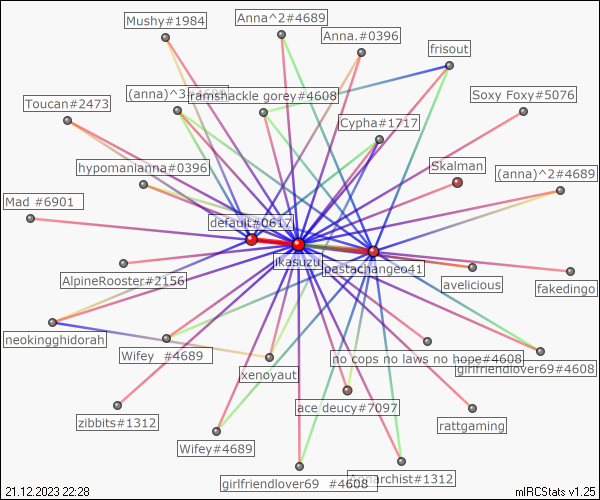 Anna^2#4689
Mushy#1984
Anna.#0396
frisout
(anna)^3#4689
ramshackle gorey#4608
Soxy Foxy#5076
Toucan#2473
Cypha#1717
hypomanianna#0396
Skalman
(anna)^2#4689
Mad #6901
default#0617
ikasuzu
pastachangeo41
AlpineRooster#2156
avelicious
fakedingo
neokingghidorah
Wifey #4689
no cops no laws no hope#4608
girlfriendlover69#4608
xenoyaut
ace deucy#7097
zibbits#1312
rattgaming
Wifey#4689
girlfriendlover69 #4608
#1312
21.12.2023 22:28
mIRCStats v1.25